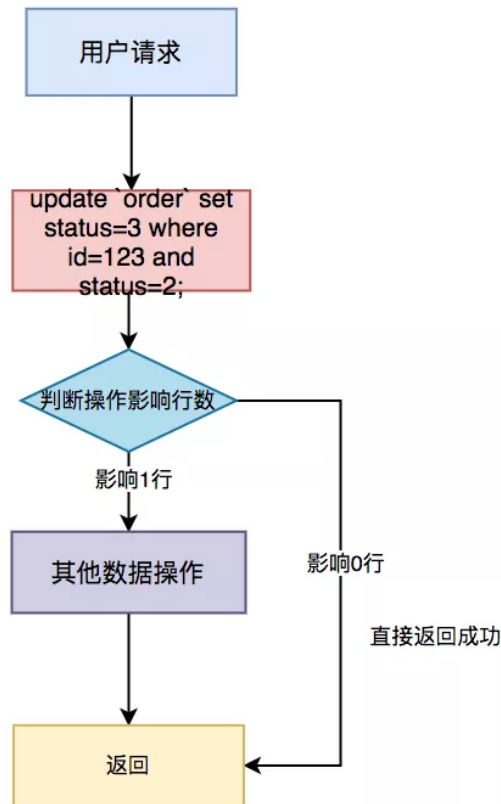 用户请求
update `order` set
status=3 where
id=123 and
status=2;
判断操作影响行数
影响1行
其他数据操作
影响0行
直接返回成功
返回